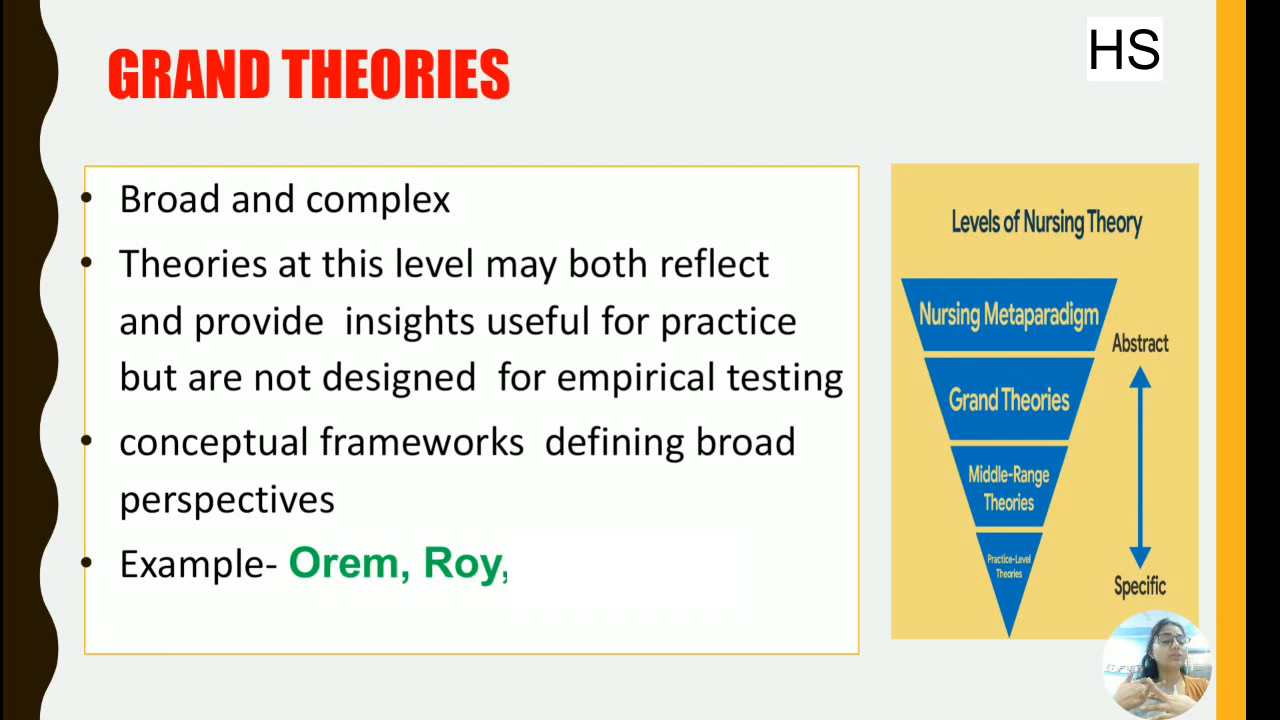 GRAND THEORIES
HS
• Broad and complex
• Theories at this level may both reflect
and provide insights useful for practice
but are not designed for empirical testing
• conceptual frameworks defining broad
perspectives
• Example- Orem, Roy,
Levels of Nursing Theory
Nursing Metaparadigm
Abstract
Grand Theories
Middle-Range
Theories
Practice-Level
Theories
Specific